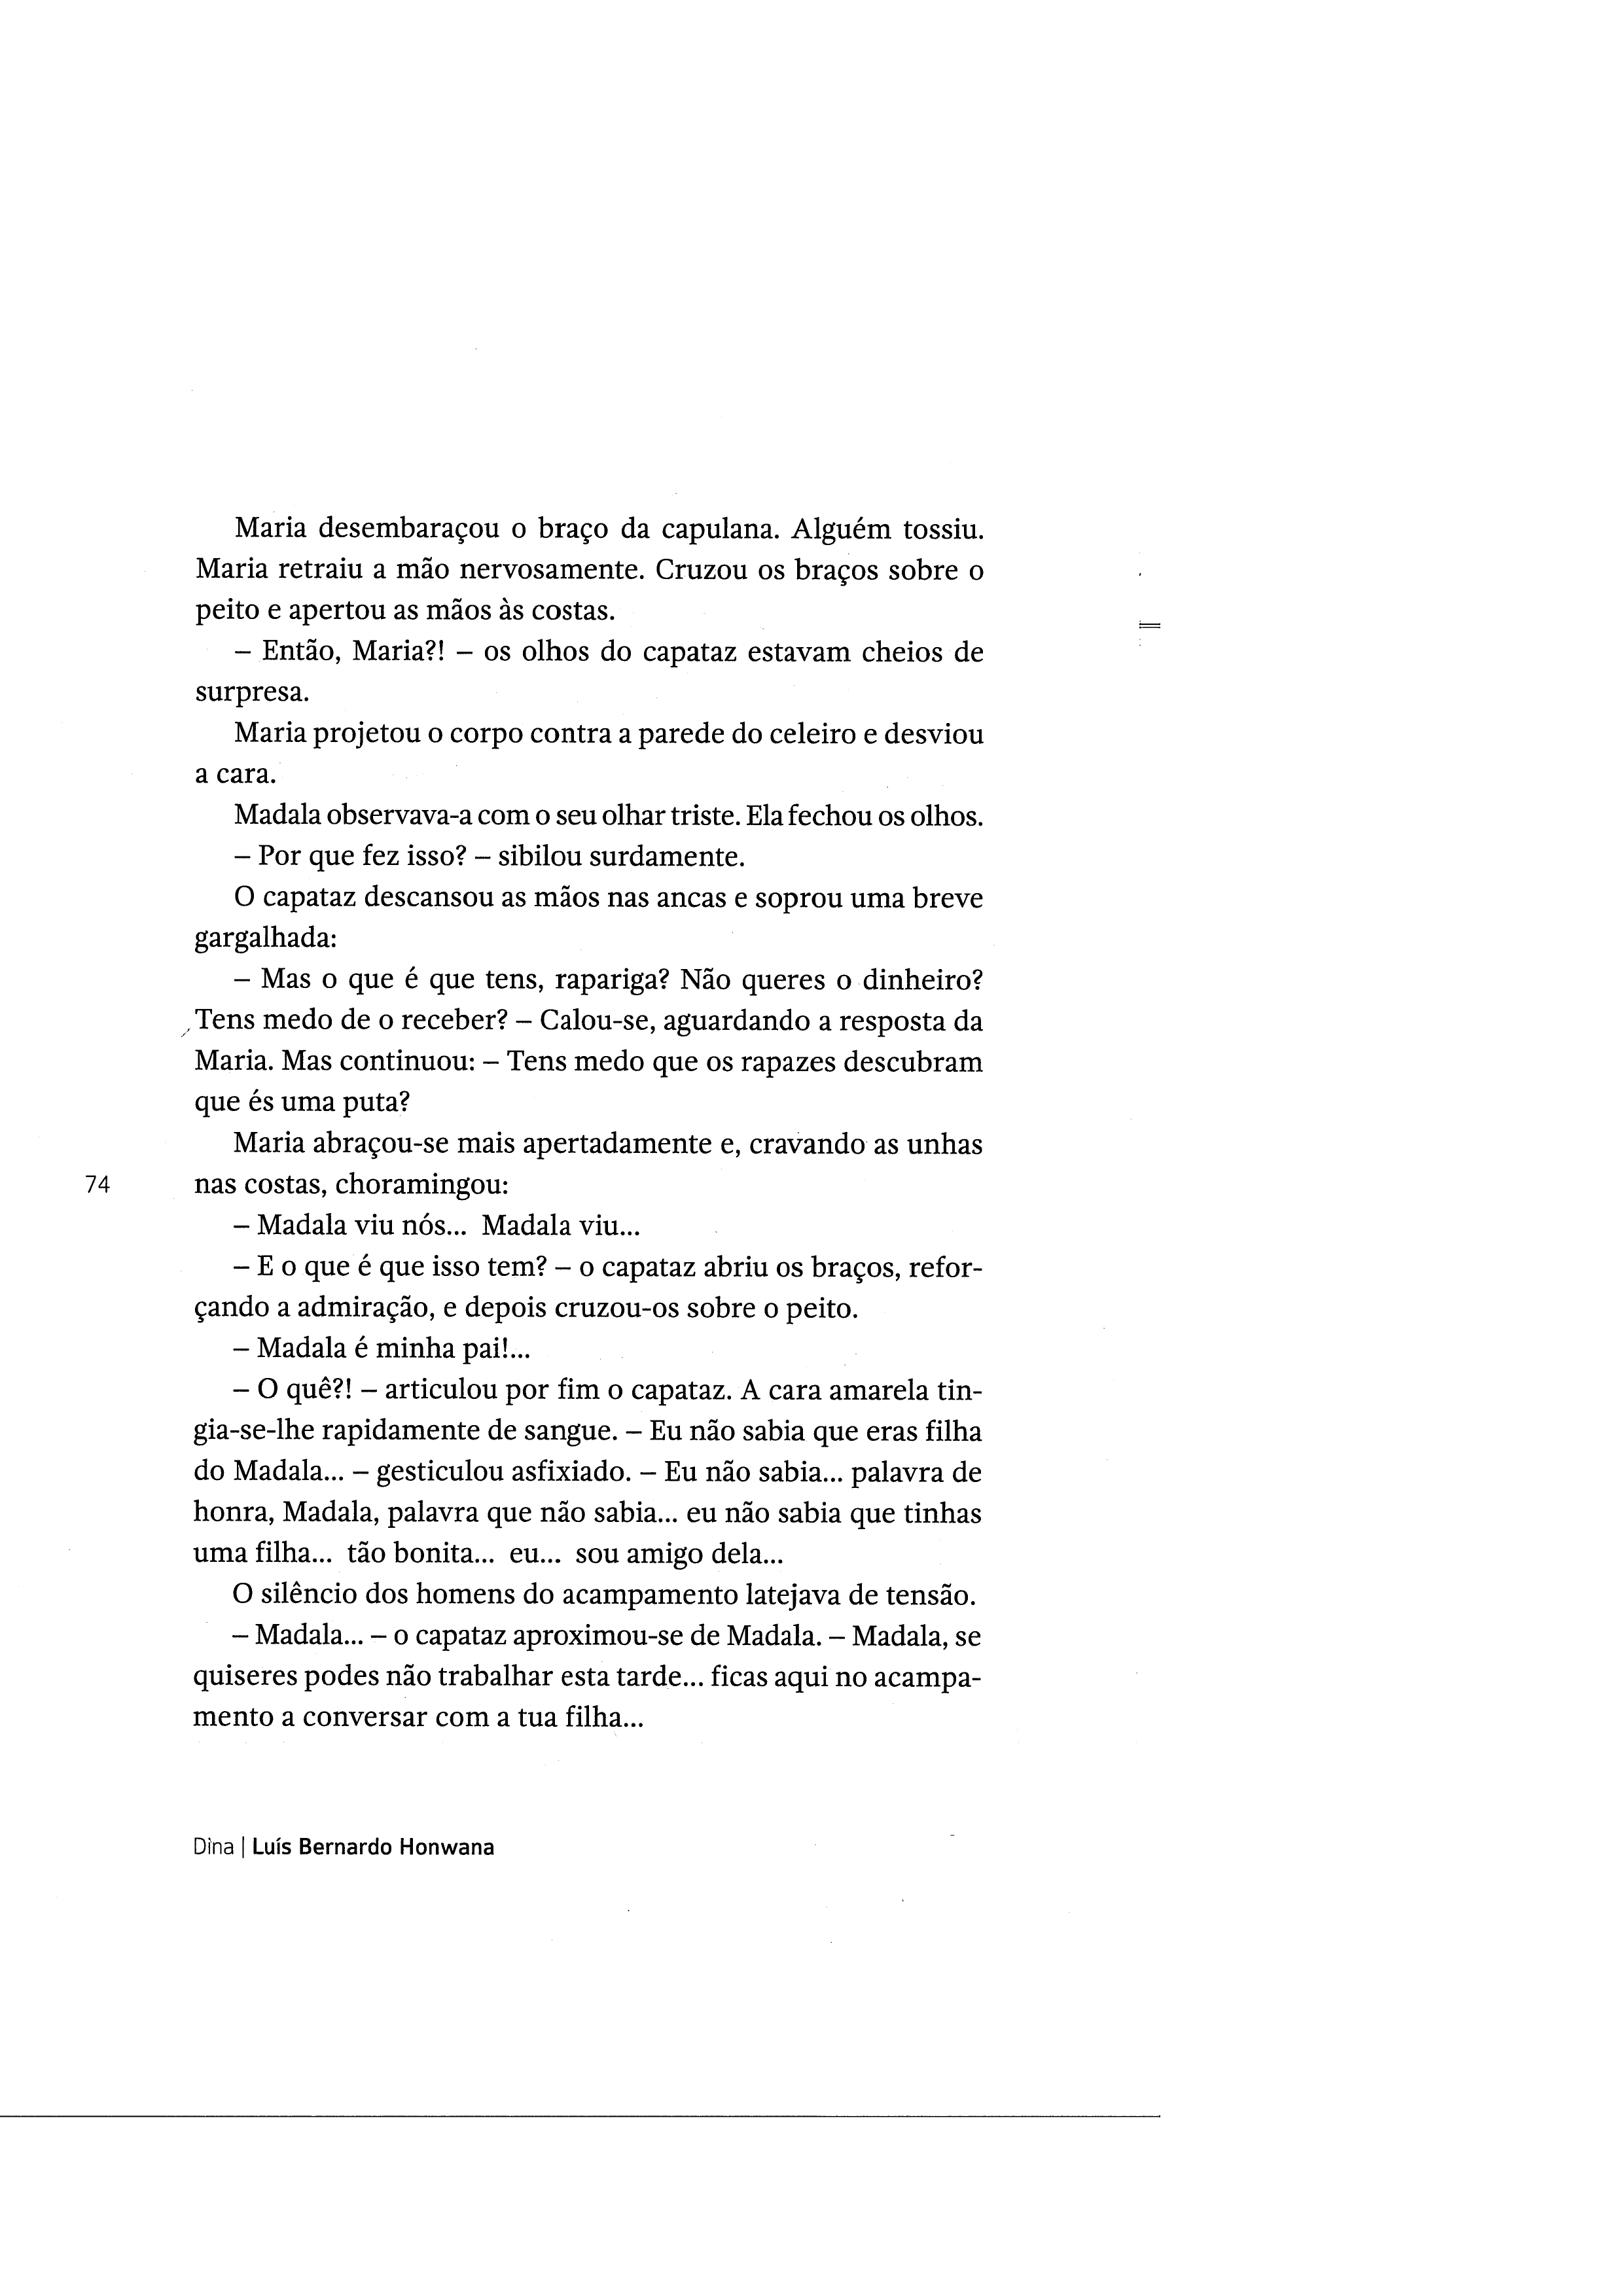 Maria desembaraçou o braço da capulana. Alguém tossiu.
Maria retraiu a mão nervosamente. Cruzou os braços sobre o
peito e apertou as mãos às costas.
– Então, Maria?! – os olhos do capataz estavam cheios de
surpresa.
Maria projetou o corpo contra a parede do celeiro e desviou
a cara.
Madala observava-a com o seu olhar triste. Ela fechou os olhos.
– Por que fez isso? – sibilou surdamente.
O capataz descansou as mãos nas ancas e soprou uma breve
gargalhada:
– Mas o que é que tens, rapariga? Não queres o dinheiro?
Tens medo de o receber? – Calou-se, aguardando a resposta da
Maria. Mas continuou: – Tens medo que os rapazes descubram
que és uma puta?
Maria abraçou-se mais apertadamente e, cravando as unhas
nas costas, choramingou:
74
– Madala viu nós... Madala viu...
– E o que é que isso tem? – o capataz abriu os braços, refor-
çando a admiração, e depois cruzou-os sobre o peito.
– Madala é minha pai!...
– O quê?! – articulou por fim o capataz. A cara amarela tin-
gia-se-lhe rapidamente de sangue. – Eu não sabia que eras filha
do Madala... – gesticulou asfixiado. – Eu não sabia... palavra de
honra, Madala, palavra que não sabia... eu não sabia que tinhas
uma filha... tão bonita... eu... sou amigo dela...
O silêncio dos homens do acampamento latejava de tensão.
– Madala... – o capataz aproximou-se de Madala. – Madala, se
quiseres podes não trabalhar esta tarde... ficas aqui no acampa-
mento a conversar com a tua filha...
Dina | Luís Bernardo Honwana